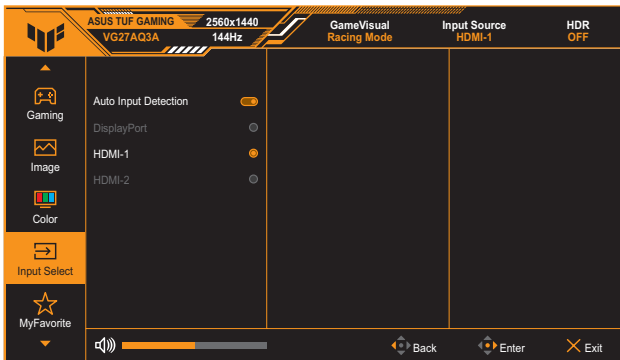 ASUS TUF GAMING 2560x1440
VG27AQ3A 144Hz
GameVisual
Racing Mode
Input Source
HDMI-1
HDR
OFF
Gaming
Image
Color
Input Select
MyFavorite
Auto Input Detection
DisplayPort
HDMI-1
HDMI-2
Back
Enter
Exit